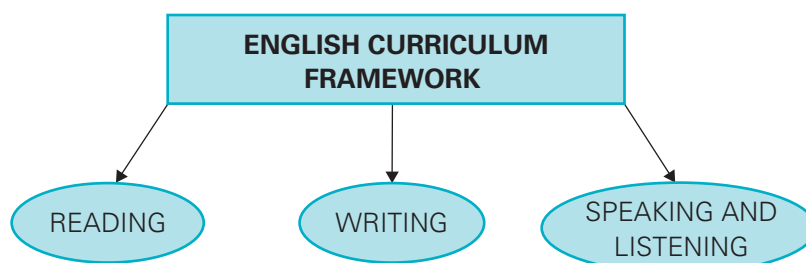 ENGLISH CURRICULUM
FRAMEWORK
READING
WRITING
SPEAKING AND
LISTENING